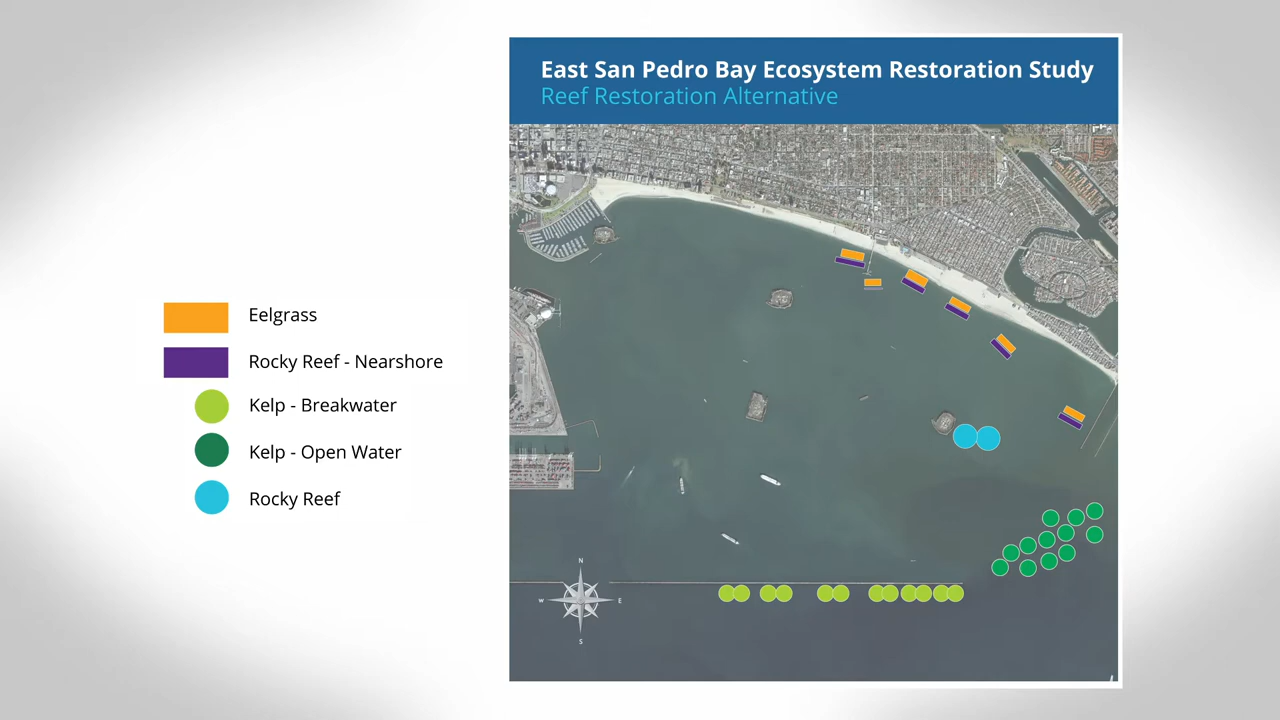 East San Pedro Bay Ecosystem Restoration Study
Reef Restoration Alternative
Eelgrass
Rocky Reef - Nearshore
Kelp - Breakwater
Kelp - Open Water
Rocky Reef
N
W
E
S